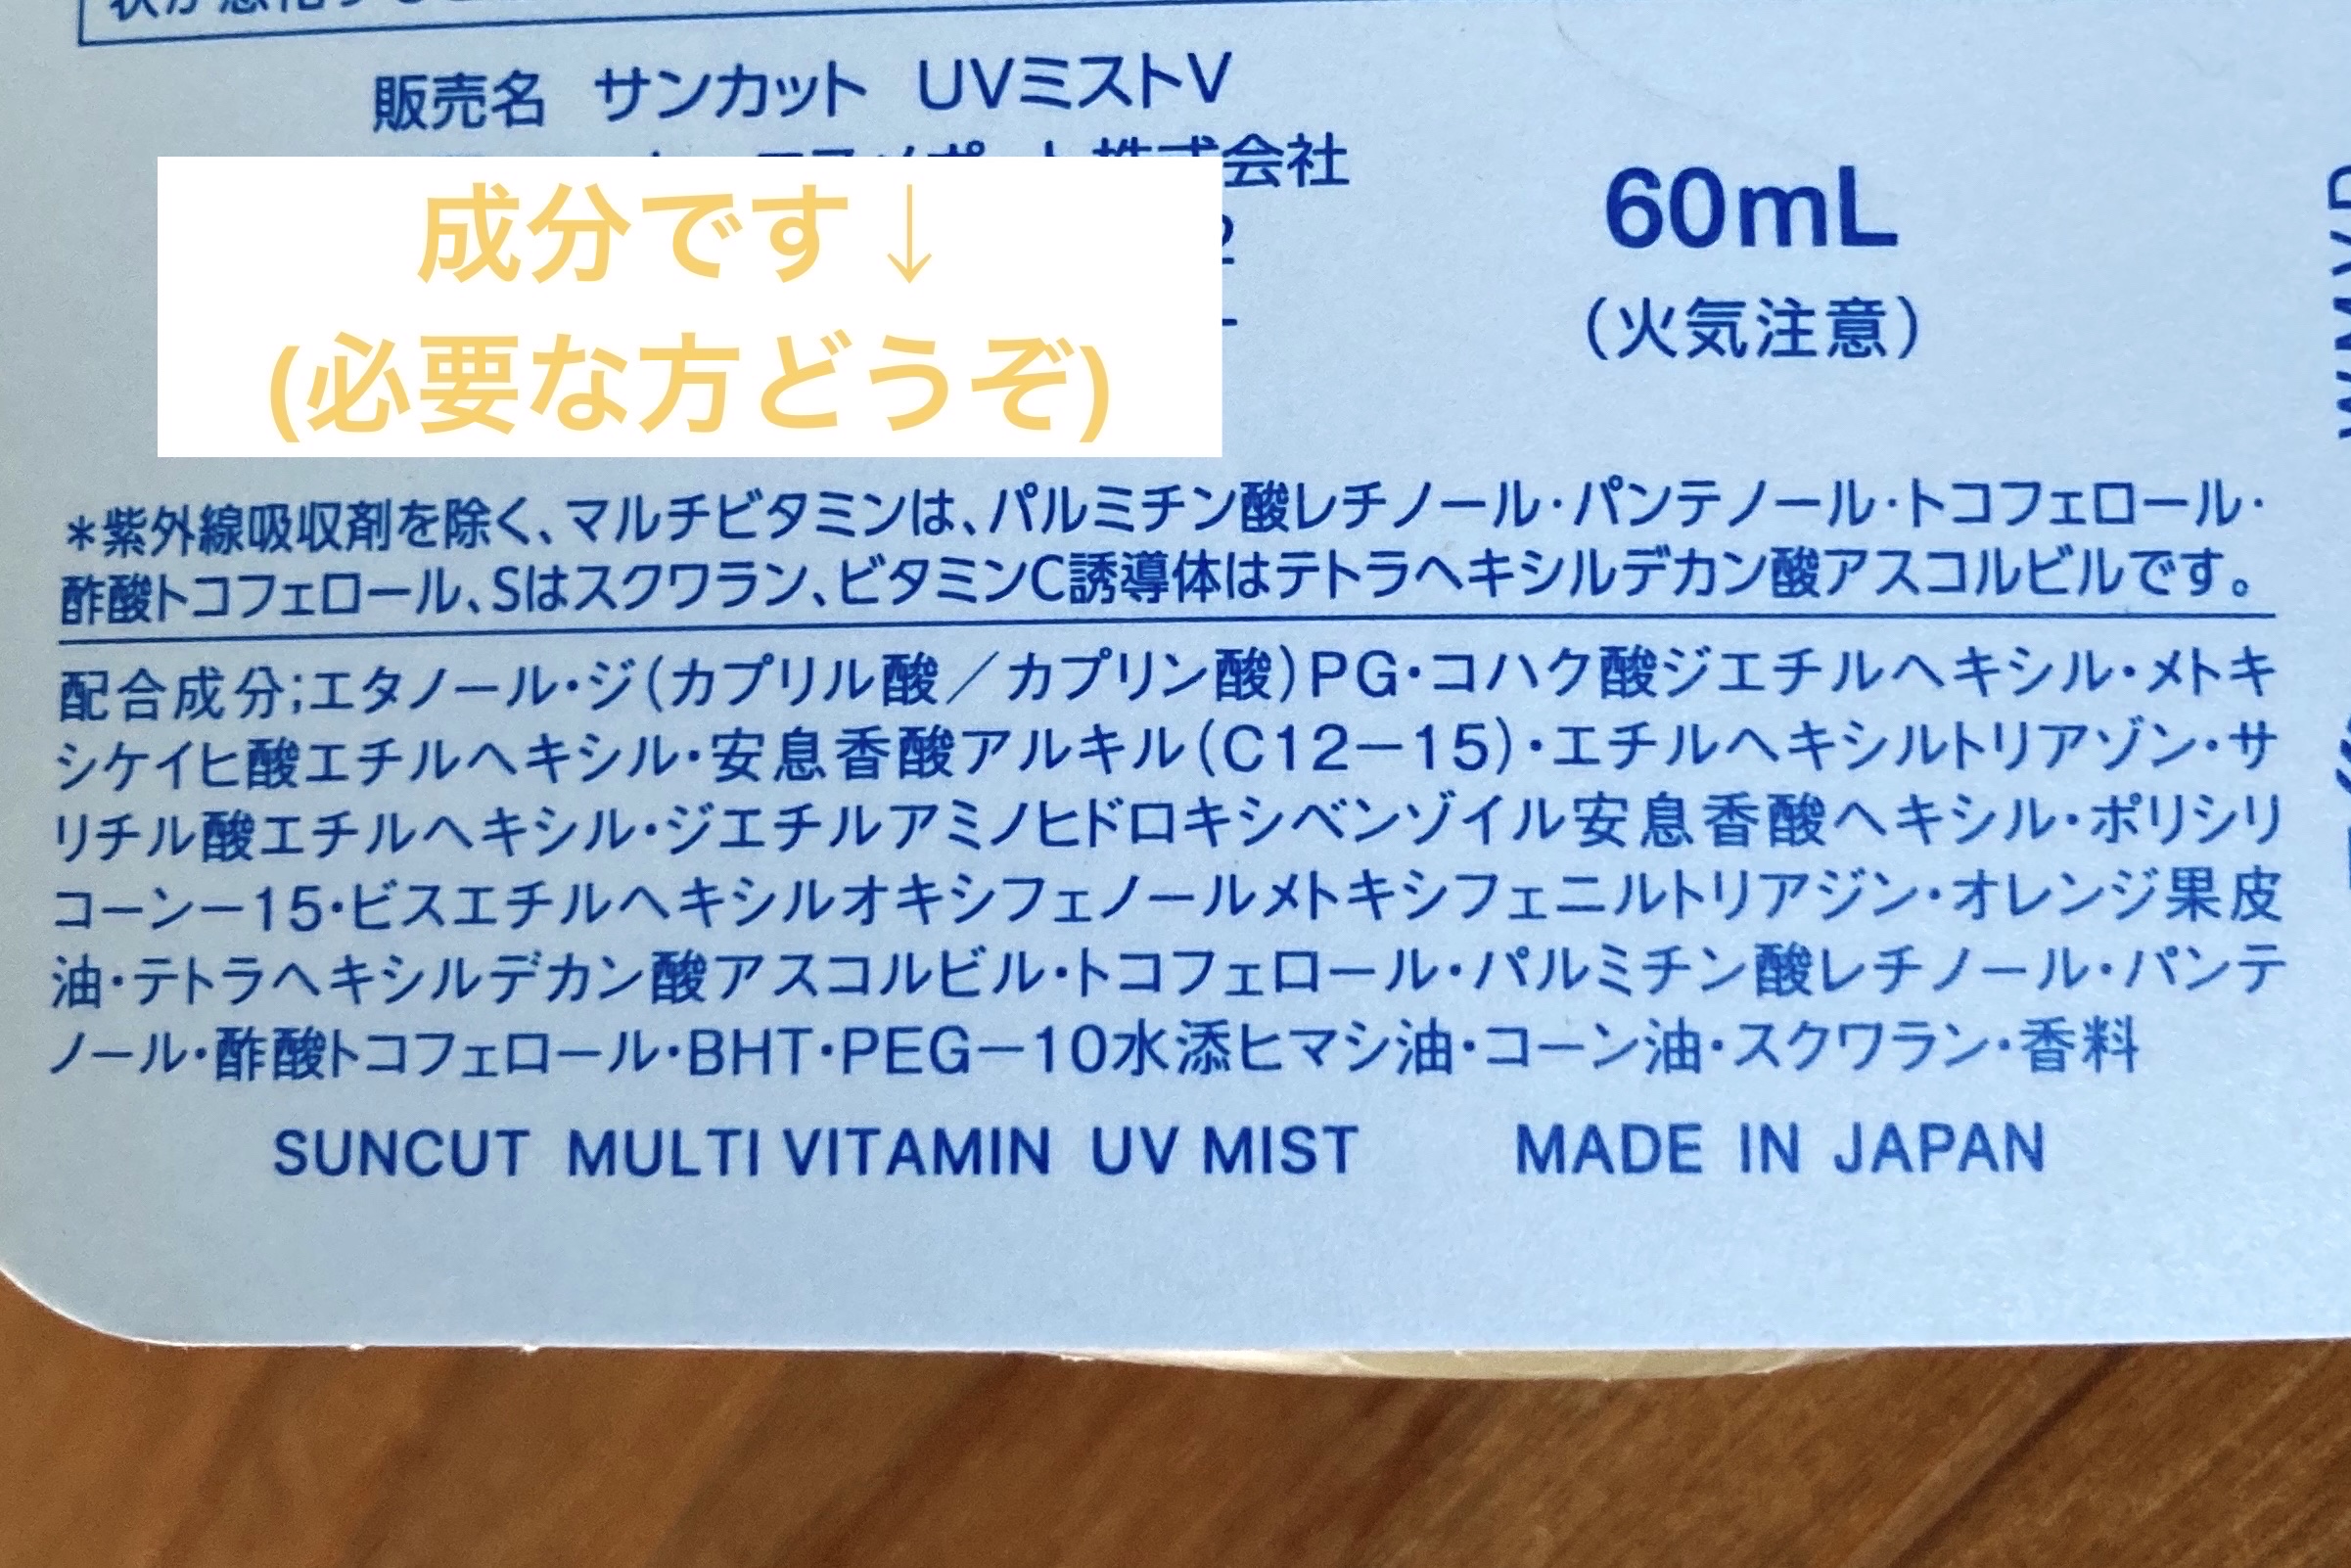 販売名 サンカット UVミストV
会社
成分です↓
(必要な方どうぞ)
60mL
(火気注意)
*紫外線吸収剤を除く、マルチビタミンは、パルミチン酸レチノール・パンテノール・トコフェロール・
酢酸トコフェロール、Sはスクワラン、ビタミンC誘導体はテトラヘキシルデカン酸アスコルビルです。
配合成分;エタノール・ジ(カプリル酸/カプリン酸)PG・コハク酸ジエチルヘキシル・メトキ
シケイヒ酸エチルヘキシル・安息香酸アルキル(C12−15)・エチルヘキシルトリアゾン・サ
リチル酸エチルヘキシル・ジエチルアミノヒドロキシベンゾイル安息香酸ヘキシル・ポリシリ
コーン−15・ビスエチルヘキシルオキシフェノールメトキシフェニルトリアジン・オレンジ果皮
油・テトラヘキシルデカン酸アスコルビル・トコフェロール・パルミチン酸レチノール・パンテ
ノール・酢酸トコフェロール・BHT・PEG−10水添ヒマシ油・コーン油・スクワラン・香料
SUNCUT MULTI VITAMIN UV MIST MADE IN JAPAN